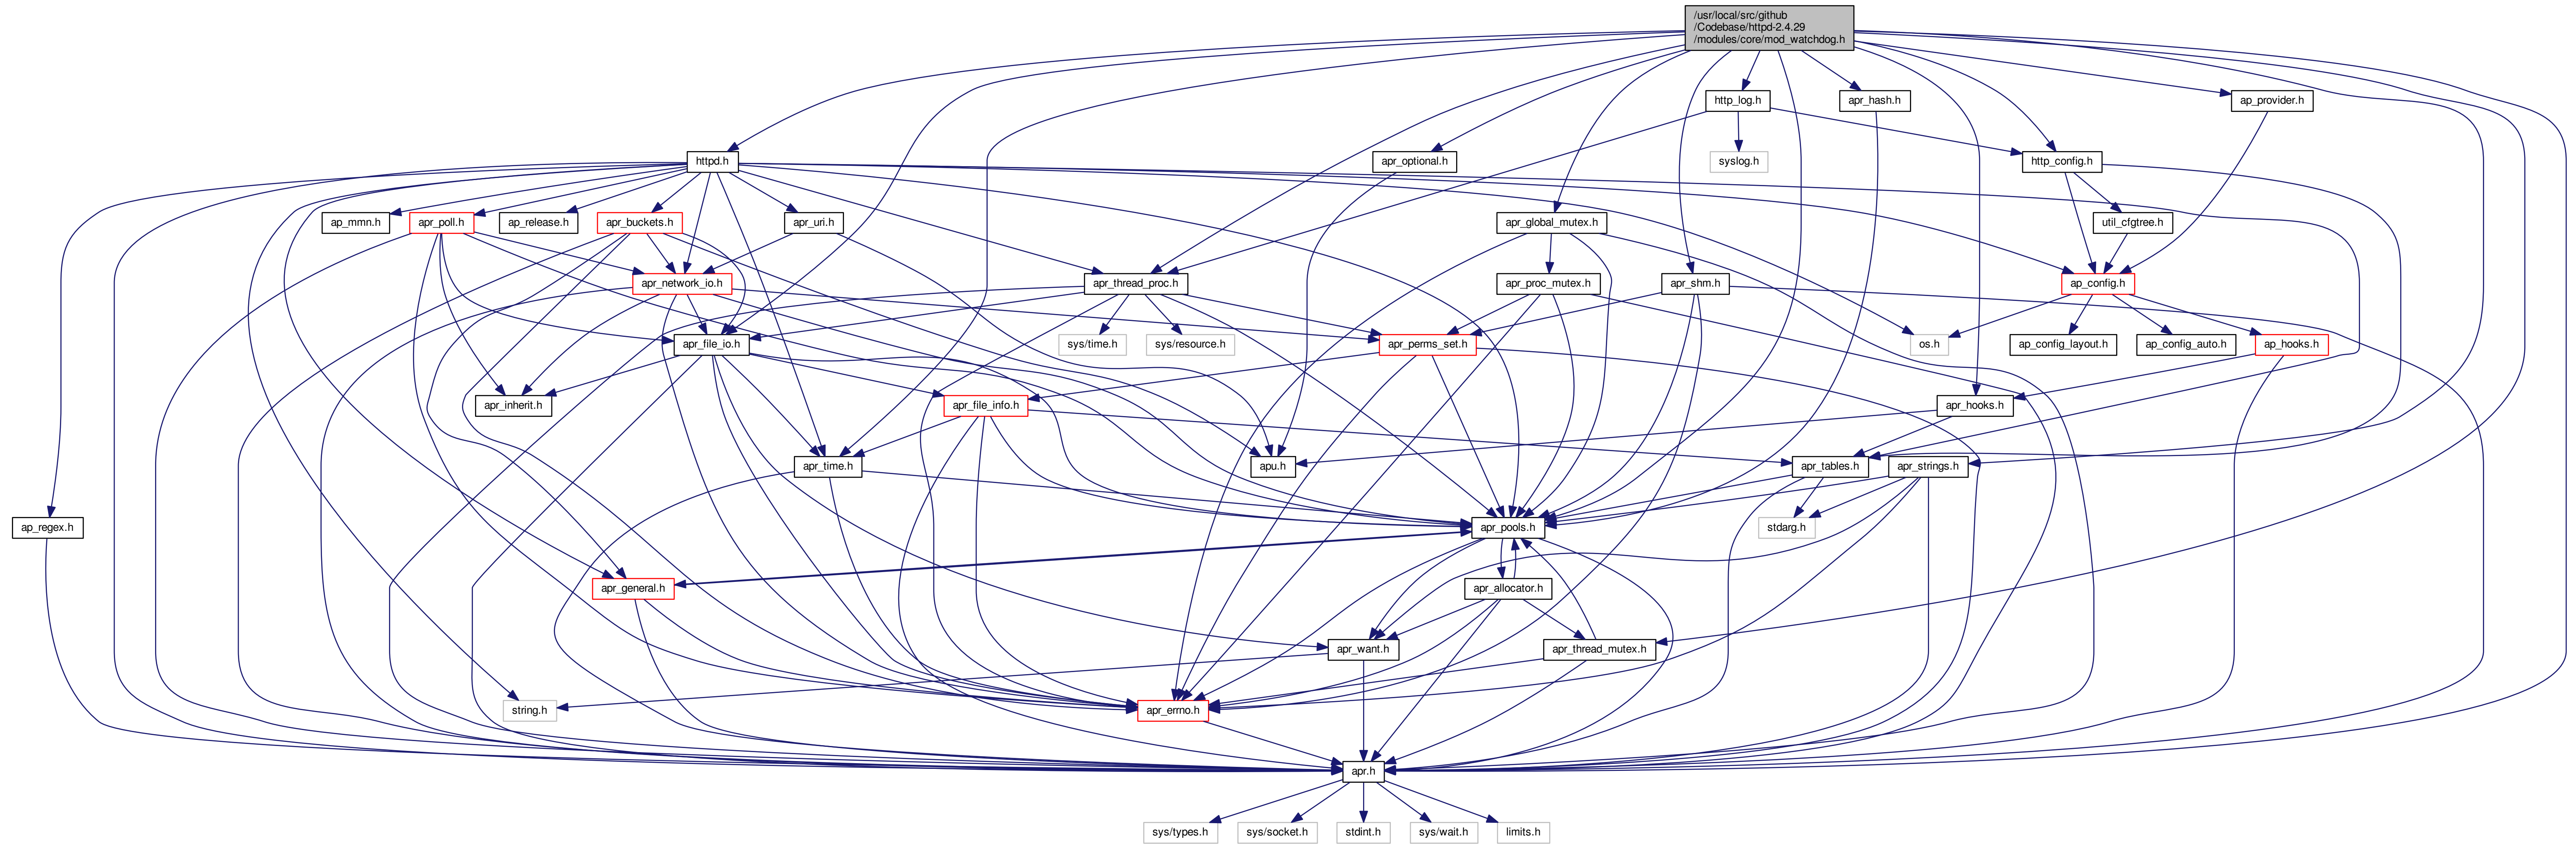 /usr/local/src/github
/Codebase/httpd-2.4.29
/modules/core/mod_watchdog.h
http_log.h
apr_hash.h
ap_provider.h
httpd.h
apr_optional.h
syslog.h
http_config.h
ap_mmn.h
apr_poll.h
ap_release.h
apr_buckets.h
apr_uri.h
apr_global_mutex.h
util_cfgtree.h
apr_network_io.h
apr_thread_proc.h
apr_proc_mutex.h
apr_shm.h
ap_config.h
apr_file_io.h
sys/time.h
sys/resource.h
apr_perms_set.h
os.h
ap_config_layout.h
ap_config_auto.h
ap_hooks.h
apr_inherit.h
apr_file_info.h
apr_hooks.h
apr_time.h
apu.h
apr_tables.h
apr_strings.h
ap_regex.h
apr_pools.h
stdarg.h
apr_general.h
apr_allocator.h
apr_want.h
apr_thread_mutex.h
string.h
apr_errno.h
apr.h
sys/types.h
sys/socket.h
stdint.h
sys/wait.h
limits.h